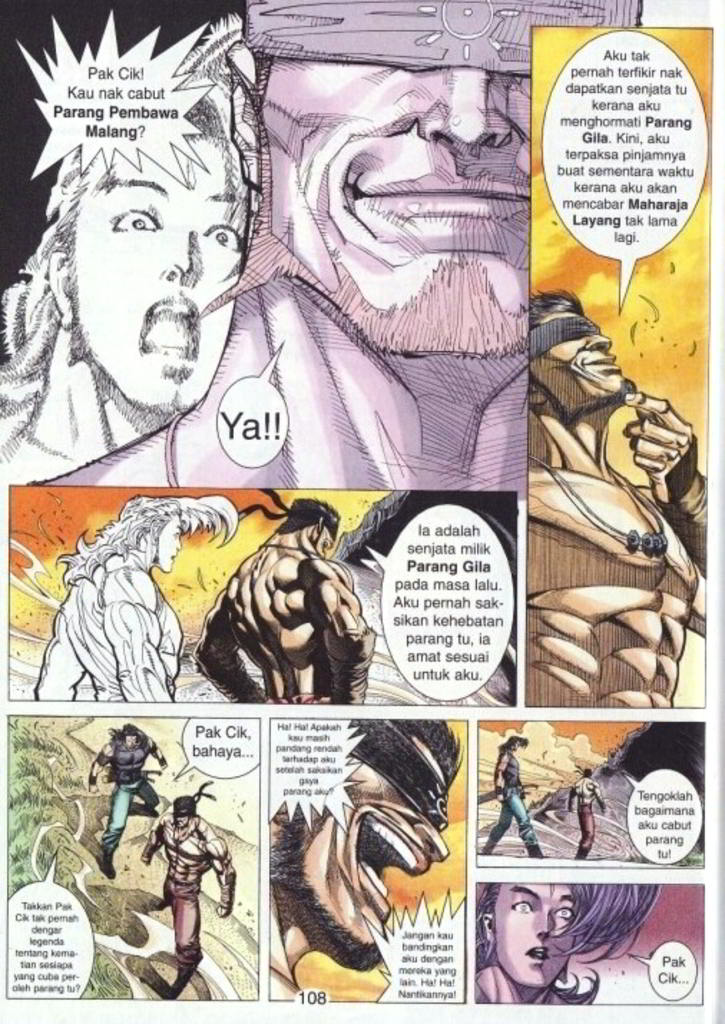 Pak Cik!
Kau nak cabut
Parang Pembawa
Malang?
Ya!!
Aku tak
pernah terfikir nak
dapatkan senjata tu
kerana aku
menghormati Parang
Gila. Kini, aku
terpaksa pinjamnya
buat sementara waktu
kerana aku akan
mencabar Maharaja
Layang tak lama
lagi.
Ia adalah
senjata milik
Parang Gila
pada masa lalu.
Aku pernah sak-
sikan kehebatan
parang tu, ia
amat sesuai
untuk aku.
Pak Cik,
bahaya...
Takkan Pak
Cik tak pernah
dengar
legenda
tentang kema-
tian sesiapa
yang cuba per-
oleh parang tu?
Ha! Ha! Apakah
kau masih
pandang rendah
terhadap aku
setelah saksikan
gaya
parang aku?
Jangan kau
bandingkan
aku dengan
mereka yang
lain. Ha! Ha!
Nantikannya!
Tengoklah
bagaimana
aku cabut
parang
tu!
Pak
Cik...
108